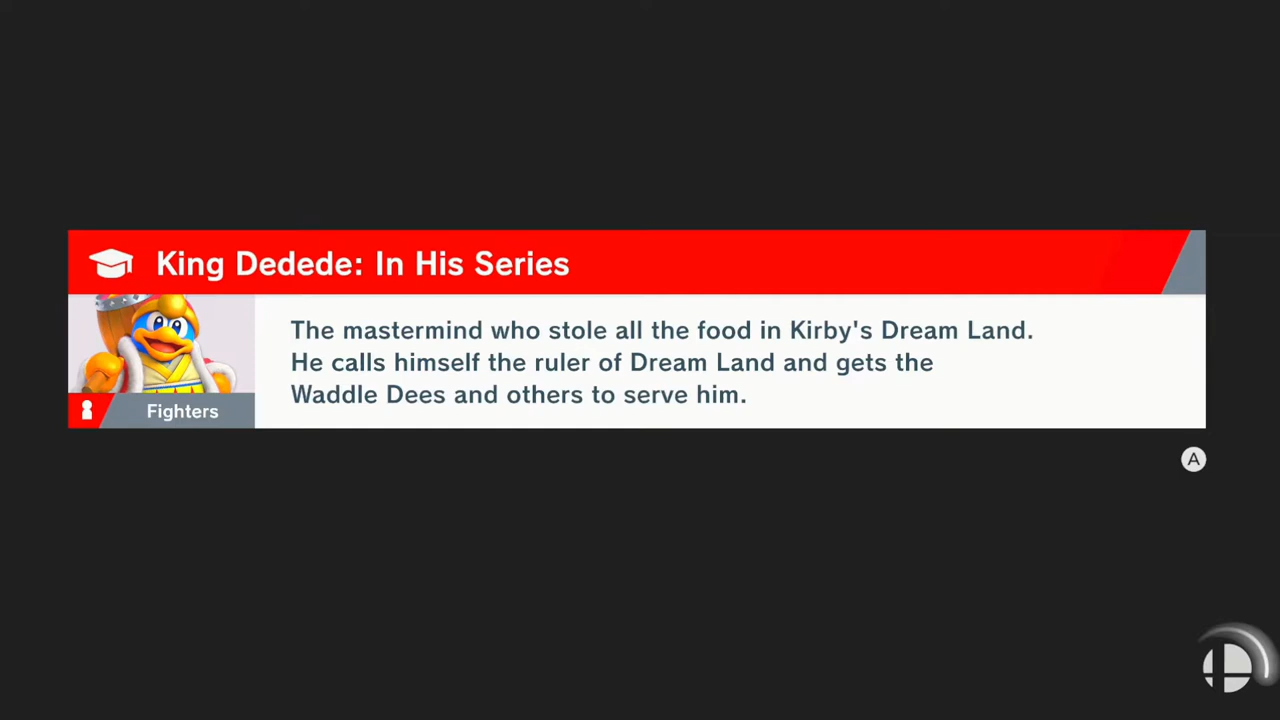 King Dedede: In His Series
The mastermind who stole all the food in Kirby's Dream Land.
He calls himself the ruler of Dream Land and gets the
Waddle Dees and others to serve him.
Fighters
A